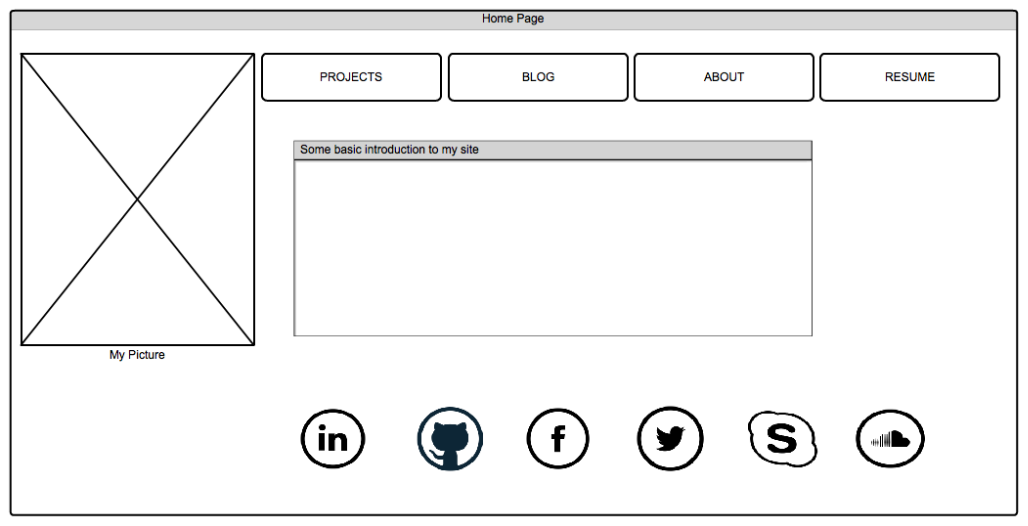 Home Page
PROJECTS
BLOG
ABOUT
RESUME
Some basic introduction to my site
My Picture
in
f
S